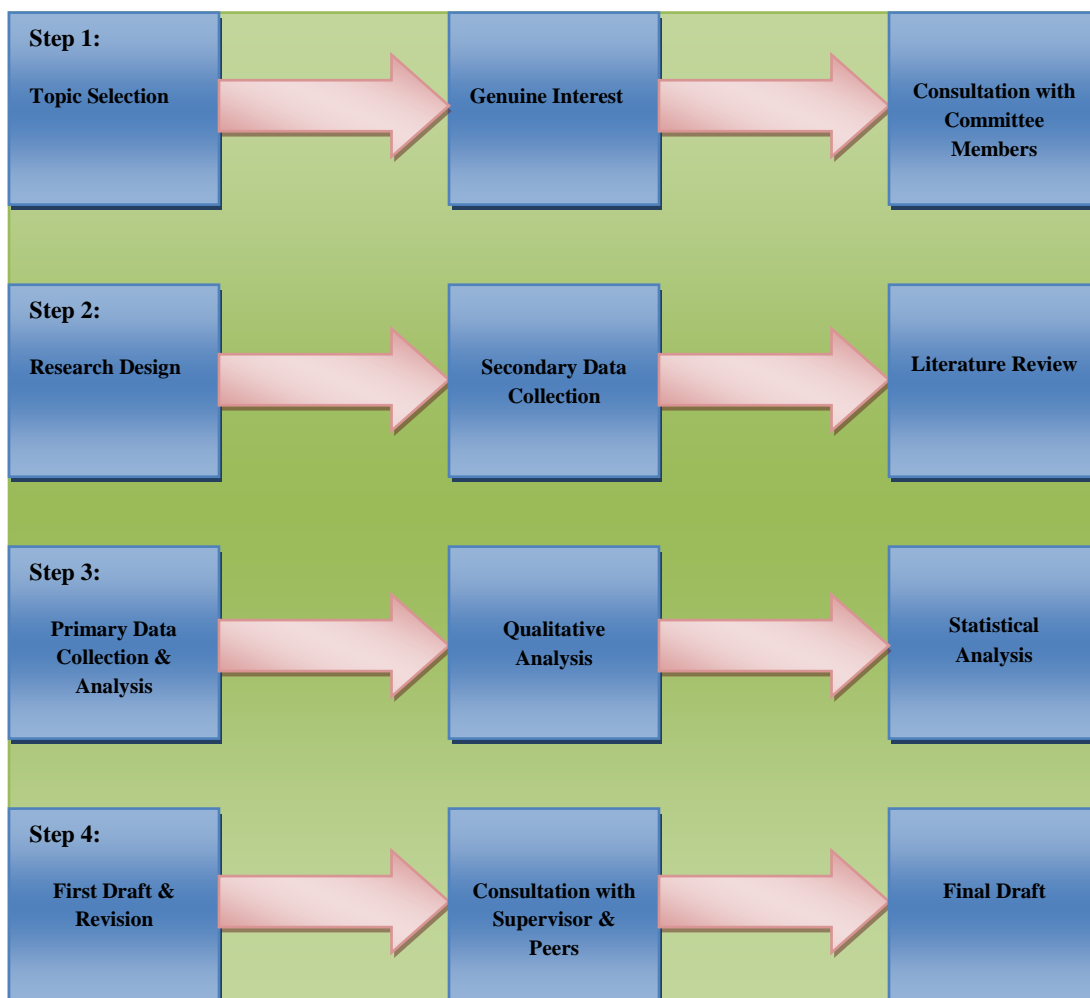 Step 1:
Topic Selection
Genuine Interest
Consultation with
Committee
Members
Step 2:
Research Design
Secondary Data
Collection
Literature Review
Step 3:
Primary Data
Collection &
Analysis
Qualitative
Analysis
Statistical
Analysis
Step 4:
First Draft &
Revision
Consultation with
Supervisor &
Peers
Final Draft